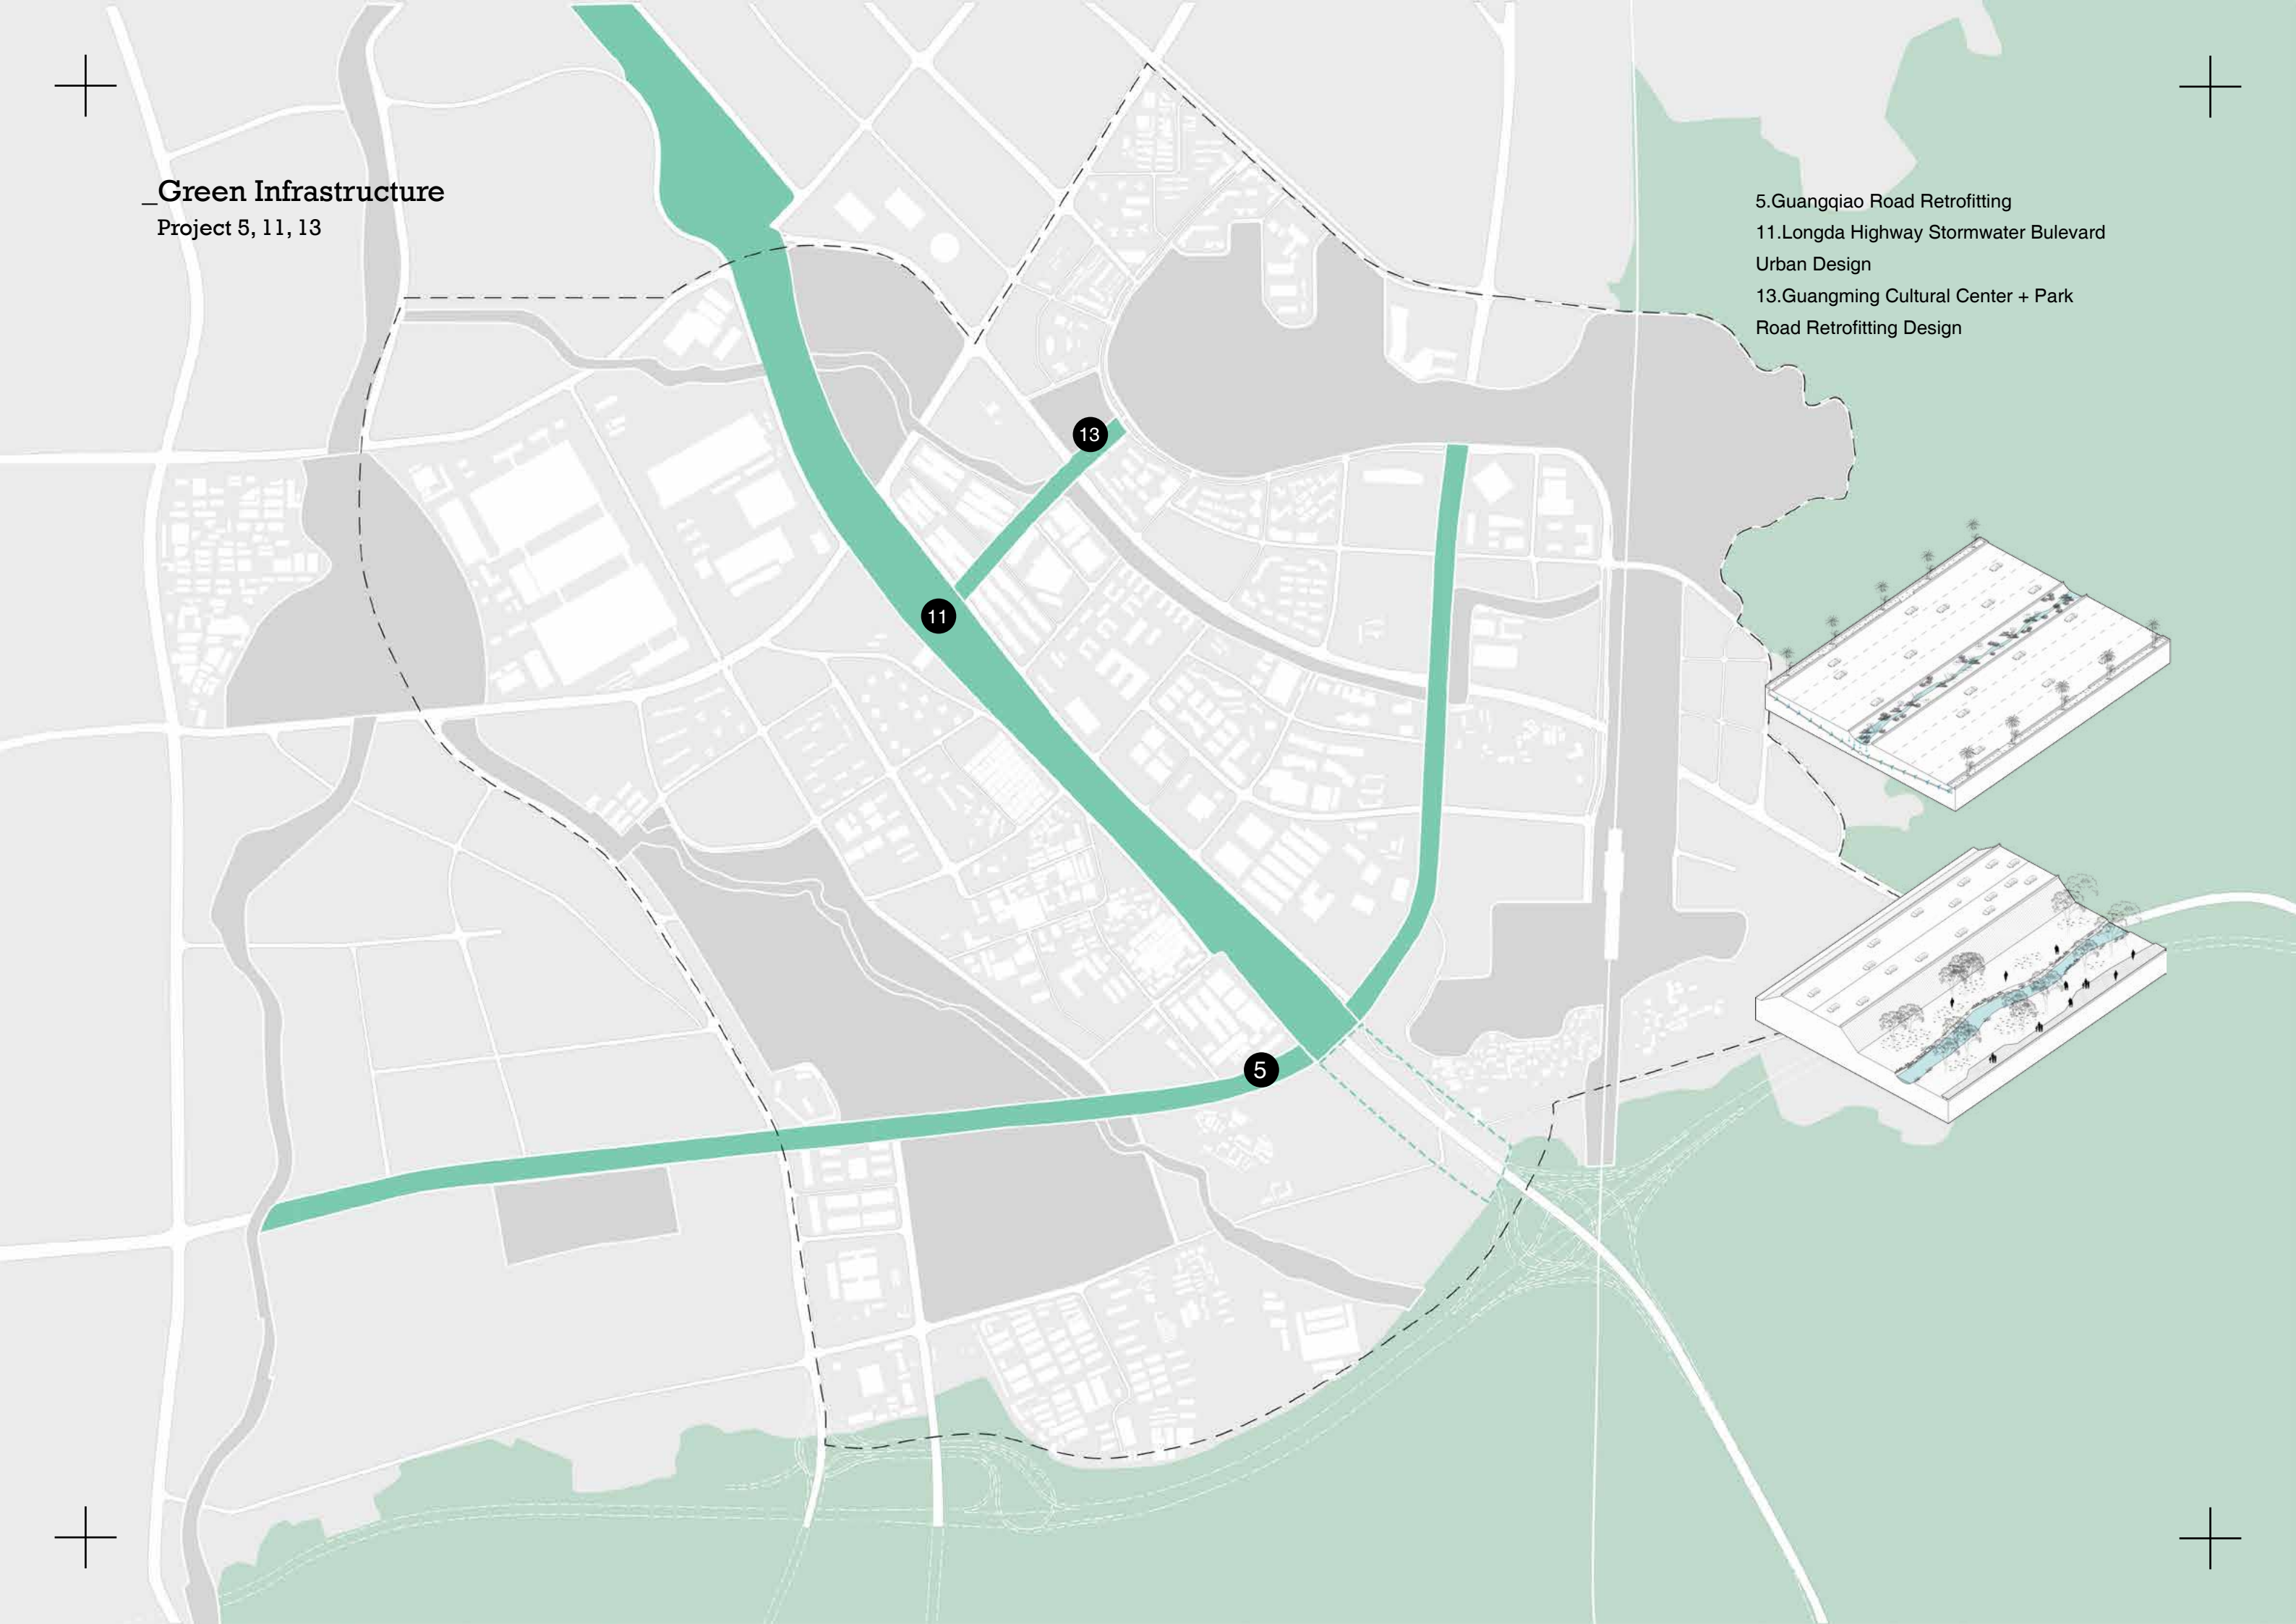 _Green Infrastructure
Project 5, 11, 13
5.Guangqiao Road Retrofitting
11.Longda Highway Stormwater Bulevard
Urban Design
13.Guangming Cultural Center + Park
Road Retrofitting Design
13
11
5